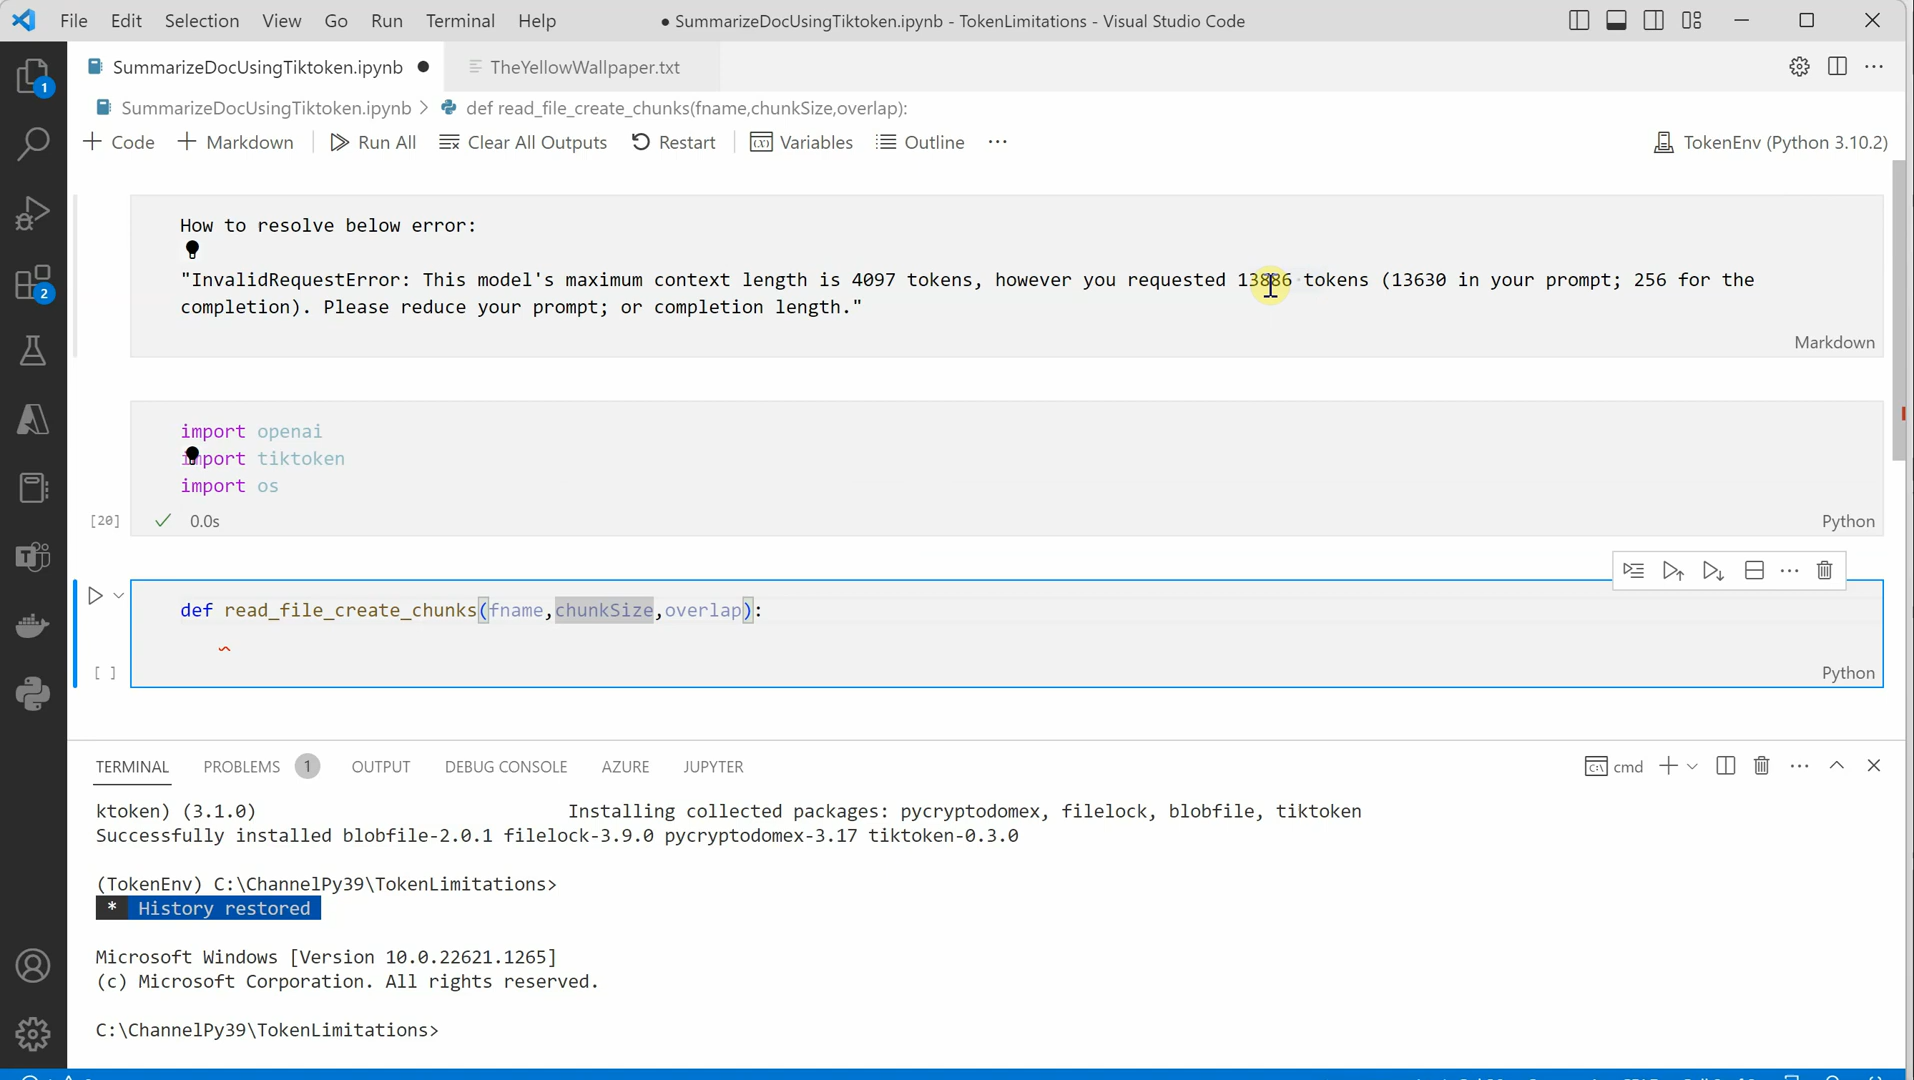 File Edit Selection View Go Run Terminal Help
● SummarizeDocUsingTiktoken.ipynb - TokenLimitations - Visual Studio Code
SummarizeDocUsingTiktoken.ipynb ●
TheYellowWallpaper.txt
SummarizeDocUsingTiktoken.ipynb > def read_file_create_chunks(fname,chunkSize,overlap):
+ Code + Markdown Run All Clear All Outputs Restart Variables Outline ...
TokenEnv (Python 3.10.2)
1
2
How to resolve below error:
"InvalidRequestError: This model's maximum context length is 4097 tokens, however you requested 13886 tokens (13630 in your prompt; 256 for the
completion). Please reduce your prompt; or completion length."
Markdown
import openai
import tiktoken
import os
[20] ✓ 0.0s
Python
def read_file_create_chunks(fname,chunkSize,overlap):
[ ]
Python
TERMINAL PROBLEMS 1 OUTPUT DEBUG CONSOLE AZURE JUPYTER
cmd
ktoken) (3.1.0) Installing collected packages: pycryptodomex, filelock, blobfile, tiktoken
Successfully installed blobfile-2.0.1 filelock-3.9.0 pycryptodomex-3.17 tiktoken-0.3.0
(TokenEnv) C:\ChannelPy39\TokenLimitations>
* History restored
Microsoft Windows [Version 10.0.22621.1265]
(c) Microsoft Corporation. All rights reserved.
C:\ChannelPy39\TokenLimitations>